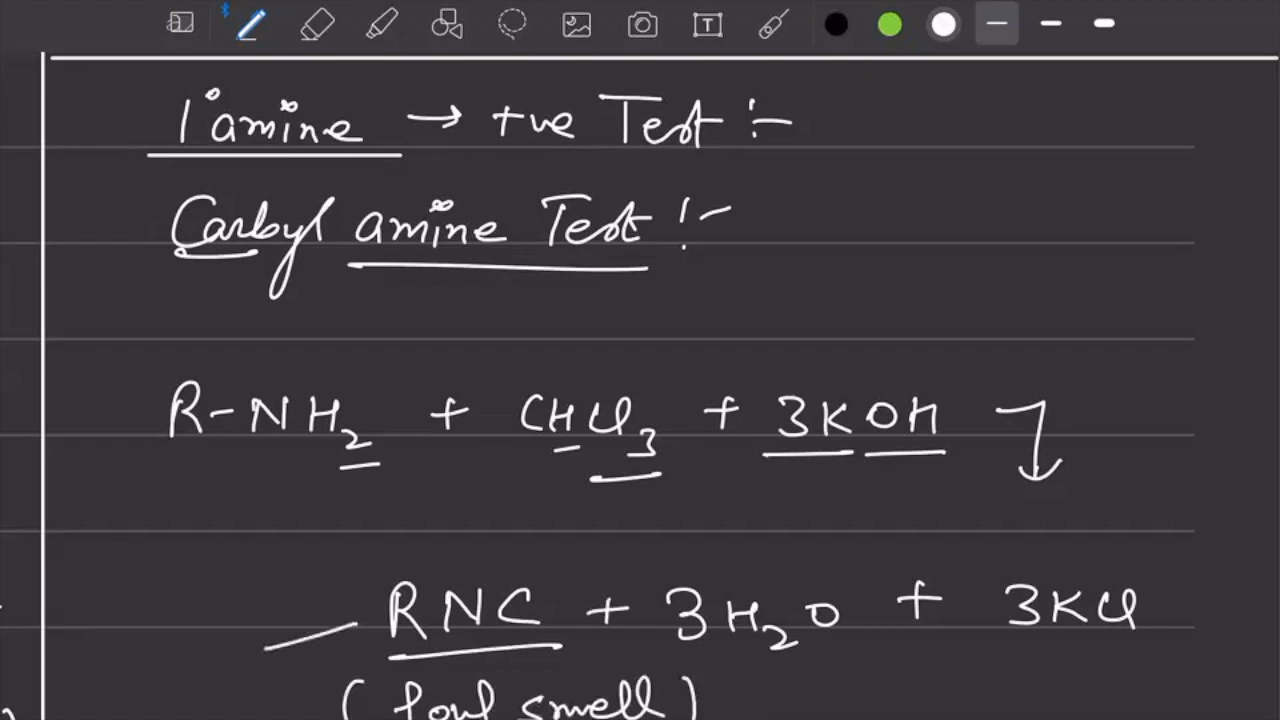 1° amine → +ve Test :-
Carbyl amine Test :-
R-NH₂ + CHCl₃ + 3KOH
RNC + 3H₂O + 3KCl
(foul smell)